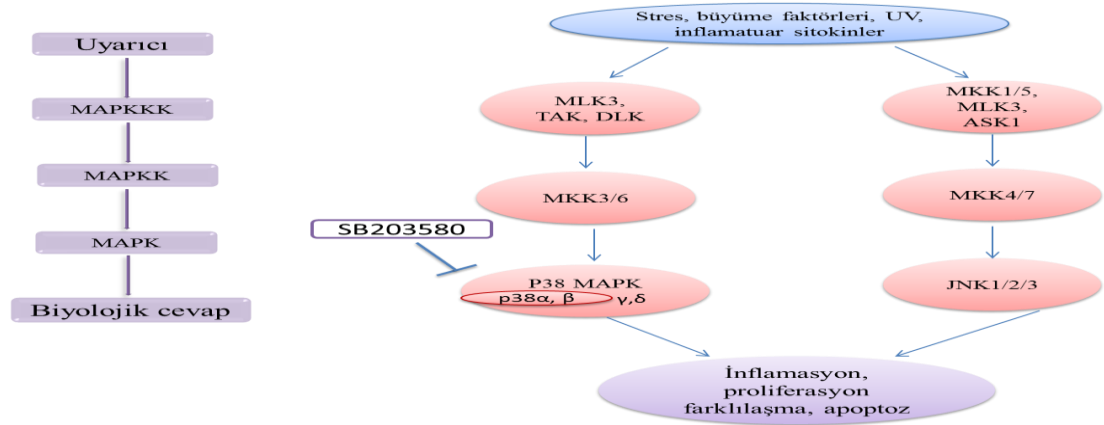 Uyarıcı
MAPKKK
MAPKK
MAPK
Biyolojik cevap
Stres, büyüme faktörleri, UV,
inflamatuar sitokinler
MLK3,
TAK, DLK
MKK3/6
SB203580
P38 MAPK
p38α, β γ,δ
MKK1/5,
MLK3,
ASK1
MKK4/7
JNK1/2/3
İnflamasyon,
proliferasyon
farklılaşma, apoptoz